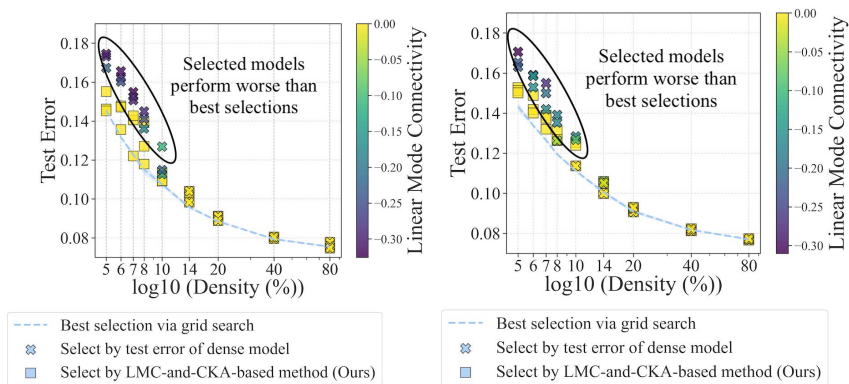 0.18
0.16
0.14
0.12
0.10
0.08
Test Error
5 6 7 8 10 14 20 40 80
log10 (Density (%))
Selected models
perform worse than
best selections
0.00
−0.05
−0.10
−0.15
−0.20
−0.25
−0.30
Linear Mode Connectivity
Best selection via grid search
Select by test error of dense model
Select by LMC-and-CKA-based method (Ours)
0.18
0.16
0.14
0.12
0.10
0.08
Test Error
5 6 7 8 10 14 20 40 80
log10 (Density (%))
Selected models
perform worse than
best selections
0.00
−0.05
−0.10
−0.15
−0.20
−0.25
−0.30
Linear Mode Connectivity
Best selection via grid search
Select by test error of dense model
Select by LMC-and-CKA-based method (Ours)